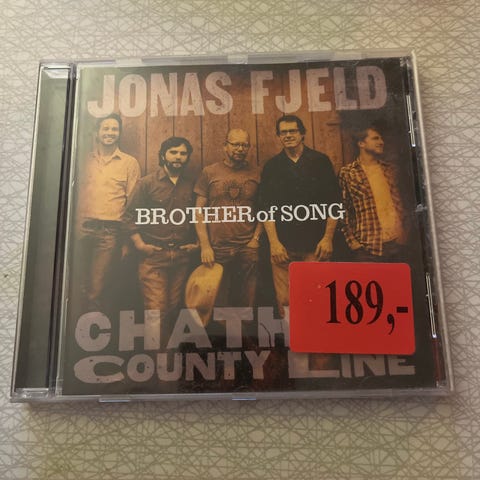 JONAS FJELD
BROTHER of SONG
189,-
CHATH
COUNTY LINE